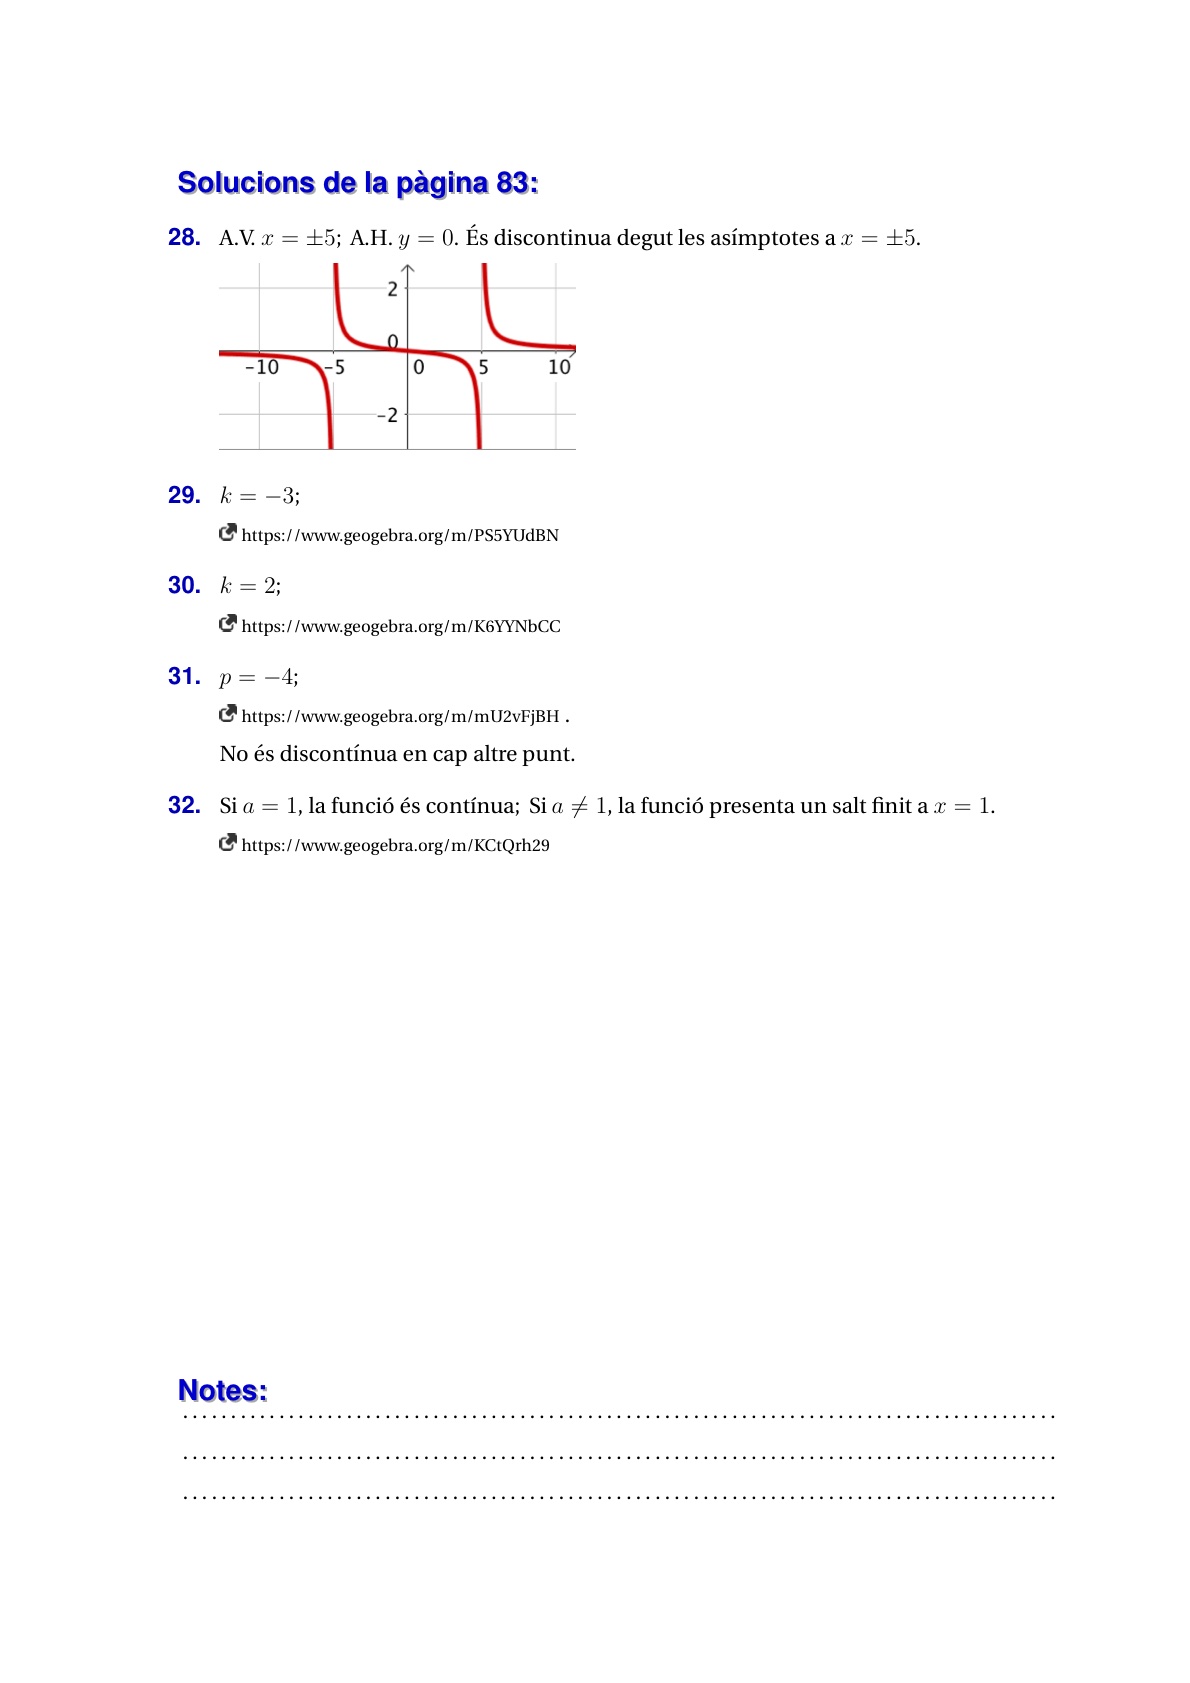 Solucions de la pàgina 83:
28. A.V. x = ±5; A.H. y = 0. És discontinua degut les asímptotes a x = ±5.
2
0
−10 −5 0 5 10
−2
29. k = −3;
https://www.geogebra.org/m/PS5YUdBN
30. k = 2;
https://www.geogebra.org/m/K6YYNbCC
31. p = −4;
https://www.geogebra.org/m/mU2vFjBH .
No és discontínua en cap altre punt.
32. Si a = 1, la funció és contínua; Si a ≠ 1, la funció presenta un salt finit a x = 1.
https://www.geogebra.org/m/KCtQrh29
Notes: